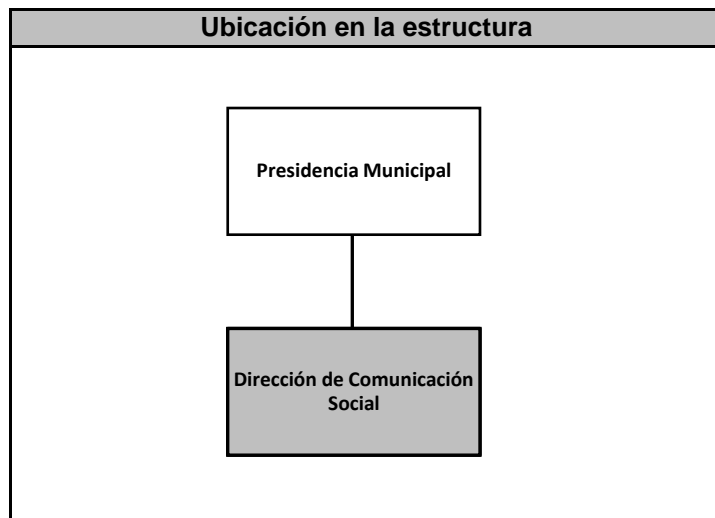 Ubicación en la estructura
Presidencia Municipal
Dirección de Comunicación
Social